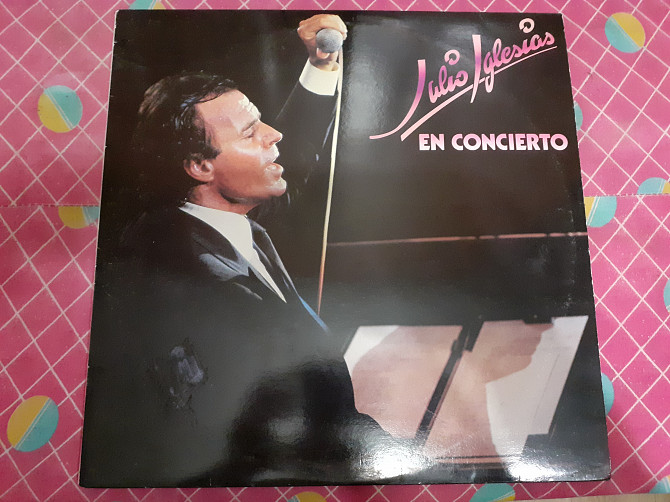 Julio Iglesias
EN CONCIERTO